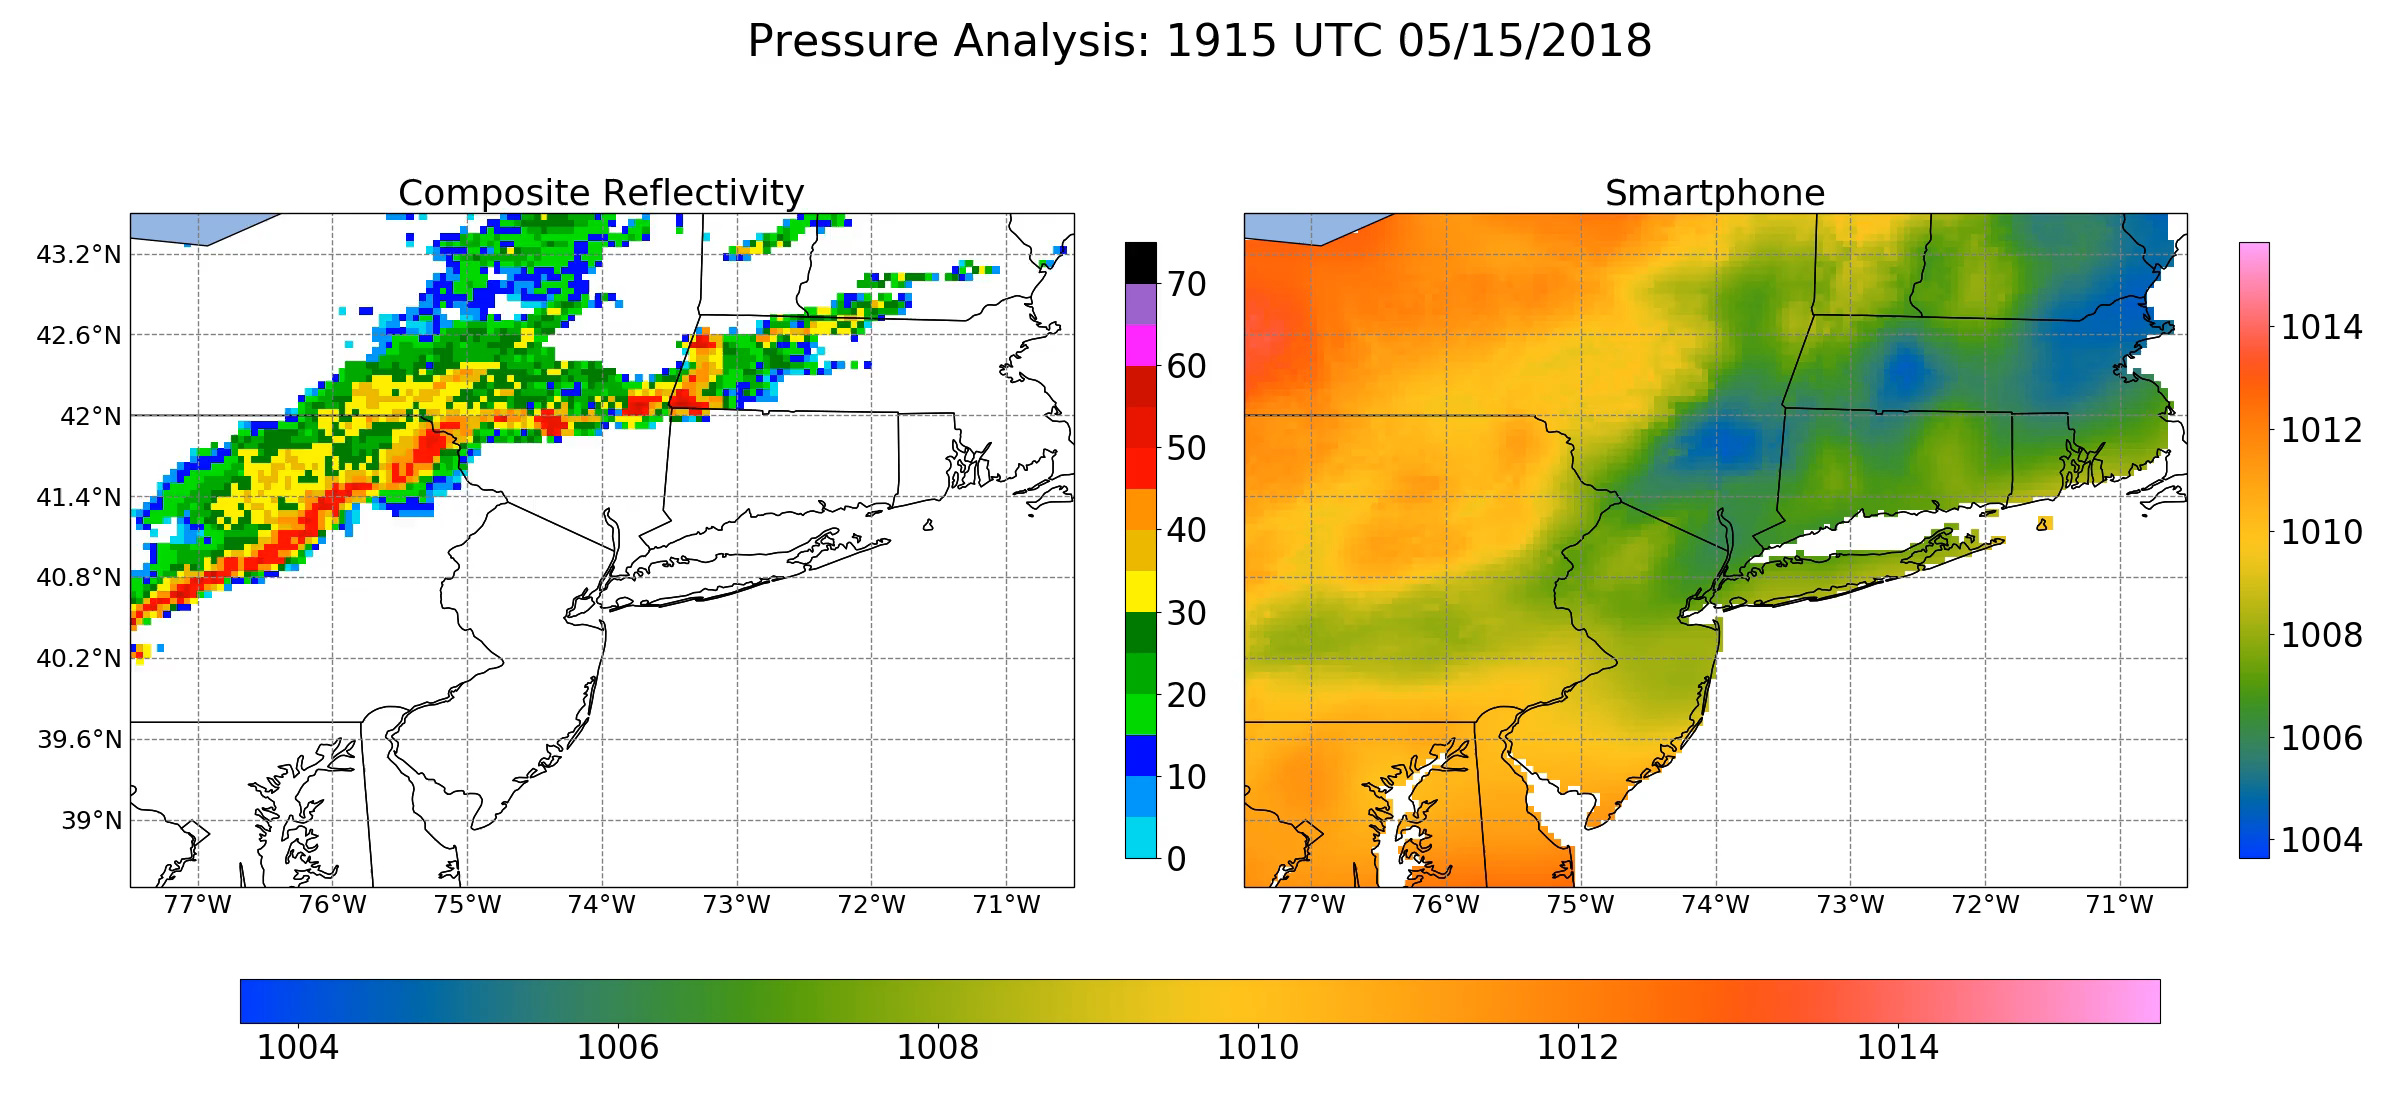 Pressure Analysis: 1915 UTC 05/15/2018
Composite Reflectivity
Smartphone
43.2°N
42.6°N
42°N
41.4°N
40.8°N
40.2°N
39.6°N
39°N
77°W 76°W 75°W 74°W 73°W 72°W 71°W
70
60
50
40
30
20
10
0
77°W 76°W 75°W 74°W 73°W 72°W 71°W
1014
1012
1010
1008
1006
1004
1004 1006 1008 1010 1012 1014